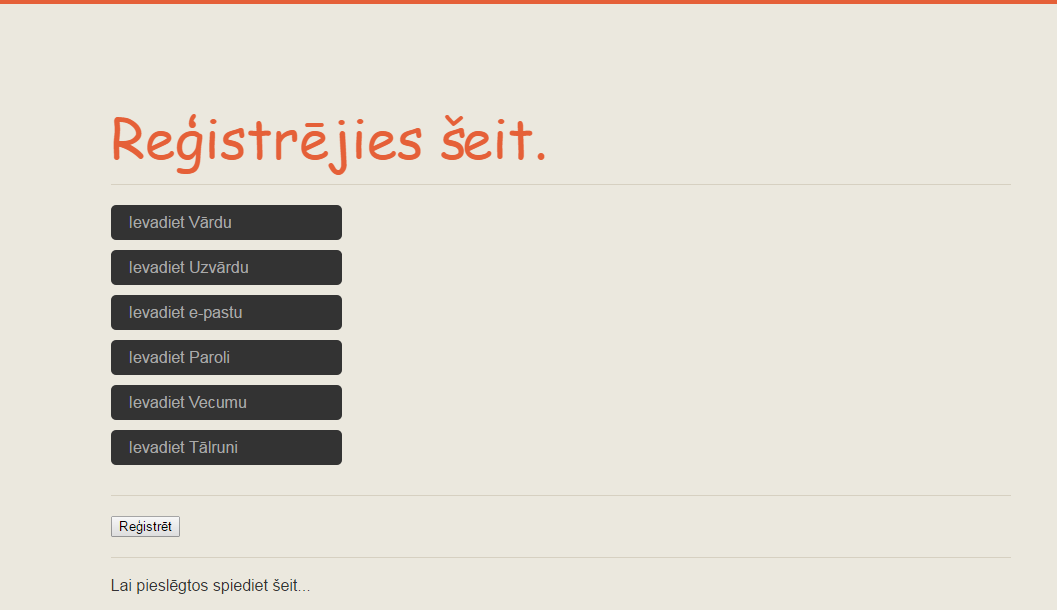 Reģistrējies šeit.
Ievadiet Vārdu
Ievadiet Uzvārdu
Ievadiet e-pastu
Ievadiet Paroli
Ievadiet Vecumu
Ievadiet Tālruni
Reģistrēt
Lai pieslēgtos spiediet šeit...